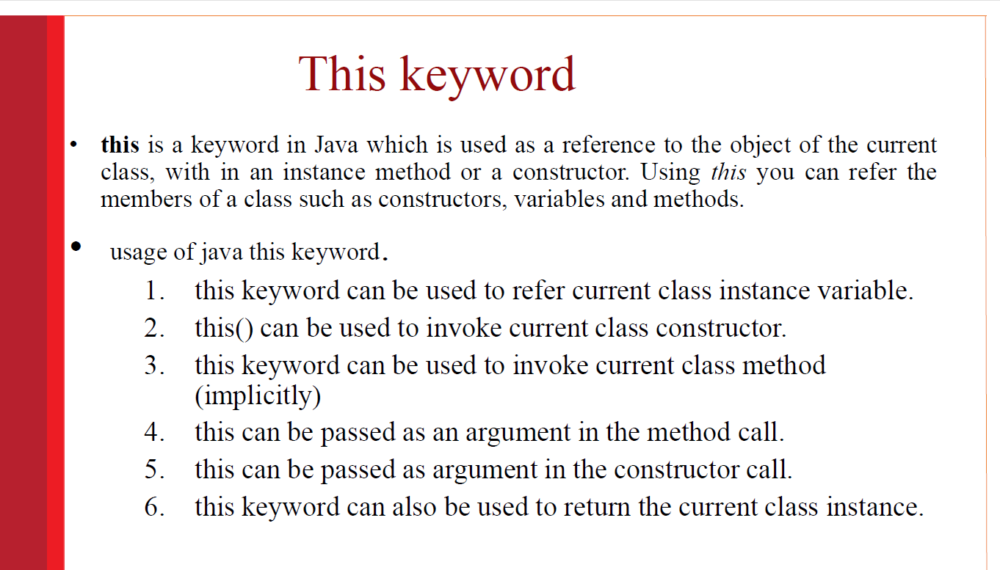 This keyword
• this is a keyword in Java which is used as a reference to the object of the current
class, with in an instance method or a constructor. Using this you can refer the
members of a class such as constructors, variables and methods.
• usage of java this keyword.
1. this keyword can be used to refer current class instance variable.
2. this() can be used to invoke current class constructor.
3. this keyword can be used to invoke current class method
(implicitly)
4. this can be passed as an argument in the method call.
5. this can be passed as argument in the constructor call.
6. this keyword can also be used to return the current class instance.